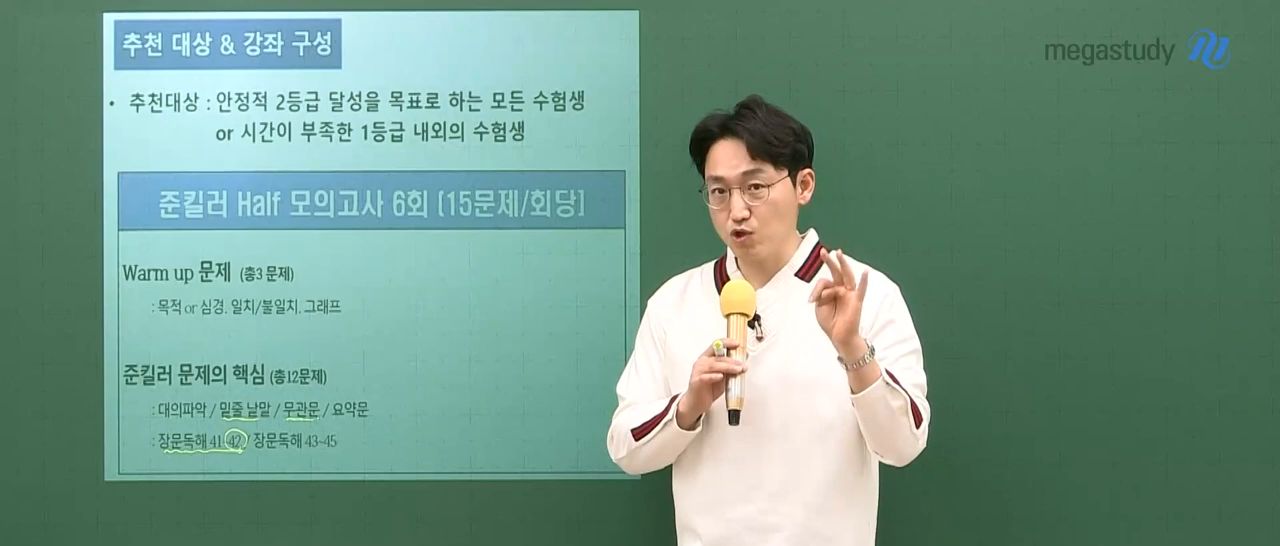 추천 대상 & 강좌 구성
megastudy
• 추천대상 : 안정적 2등급 달성을 목표로 하는 모든 수험생
or 시간이 부족한 1등급 내외의 수험생
준킬러 Half 모의고사 6회 [15문제/회당]
Warm up 문제 (총3 문제)
: 목적 or 심경. 일치/불일치. 그래프
준킬러 문제의 핵심 (총12문제)
: 대의파악 / 밑줄 낱말 / 무관문 / 요약문
: 장문독해 41-42, 장문독해 43-45